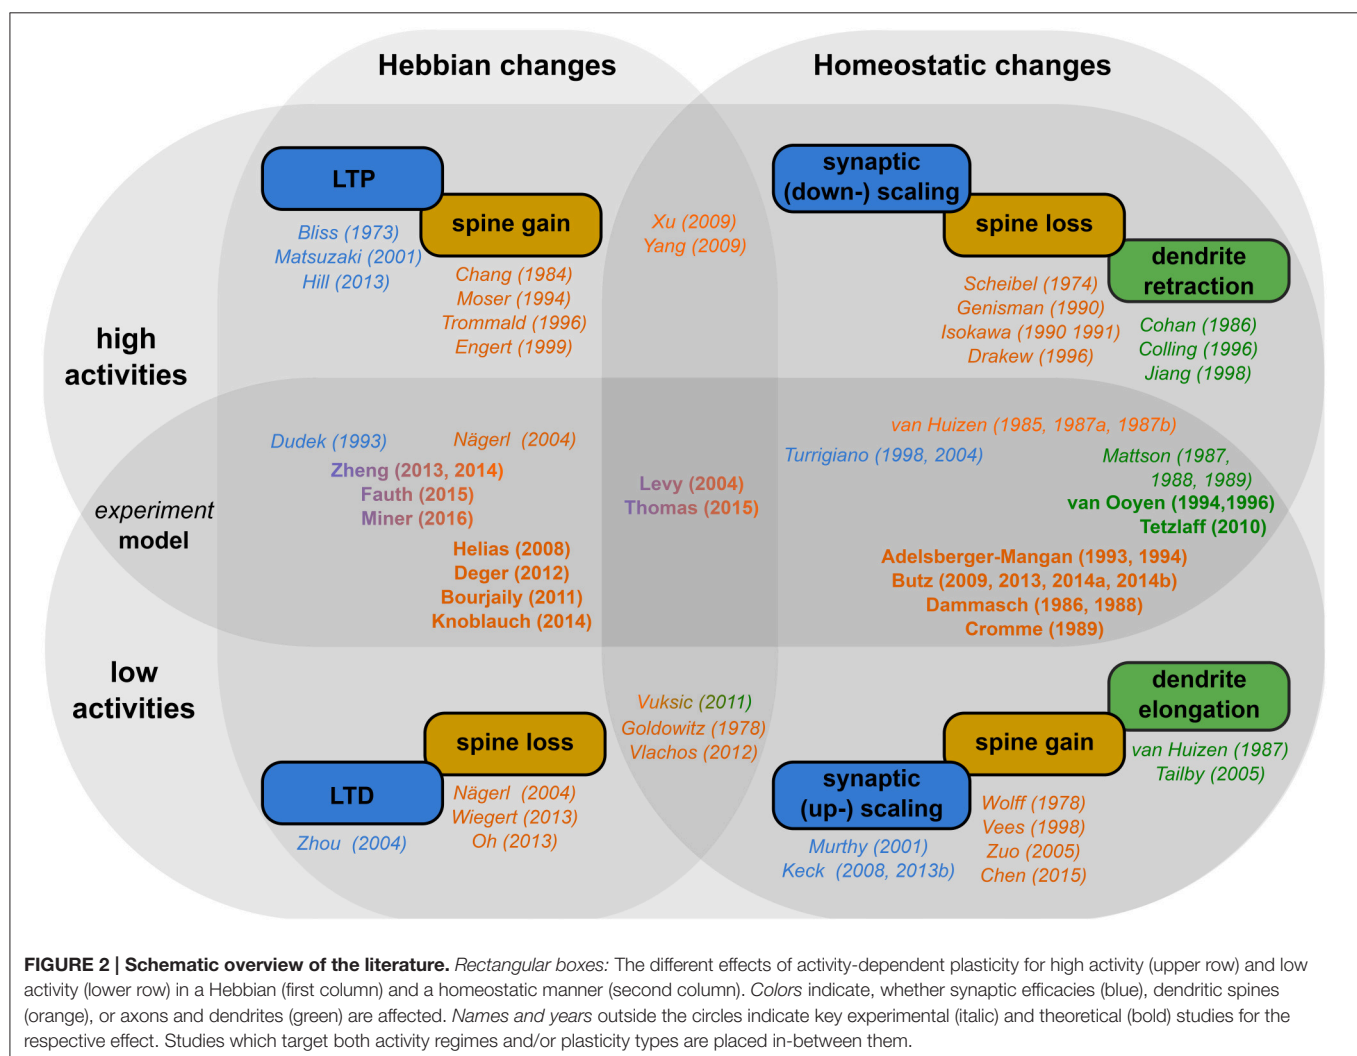 Hebbian changes
Homeostatic changes
LTP
spine gain
Bliss (1973)
Matsuzaki (2001)
Hill (2013)
Chang (1984)
Moser (1994)
Trommald (1996)
Engert (1999)
Xu (2009)
Yang (2009)
synaptic
(down-) scaling
spine loss
dendrite
retraction
Scheibel (1974)
Genisman (1990)
Isokawa (1990 1991)
Drakew (1996)
Cohan (1986)
Colling (1996)
Jiang (1998)
high
activities
Dudek (1993)
Nägerl (2004)
Zheng (2013, 2014)
Fauth (2015)
Miner (2016)
Helias (2008)
Deger (2012)
Bourjaily (2011)
Knoblauch (2014)
experiment
model
Levy (2004)
Thomas (2015)
van Huizen (1985, 1987a, 1987b)
Turrigiano (1998, 2004)
Mattson (1987,
1988, 1989)
van Ooyen (1994,1996)
Tetzlaff (2010)
Adelsberger-Mangan (1993, 1994)
Butz (2009, 2013, 2014a, 2014b)
Dammasch (1986, 1988)
Cromme (1989)
low
activities
spine loss
LTD
Zhou (2004)
Nägerl (2004)
Wiegert (2013)
Oh (2013)
Vuksic (2011)
Goldowitz (1978)
Vlachos (2012)
dendrite
elongation
spine gain
synaptic
(up-) scaling
van Huizen (1987)
Tailby (2005)
Murthy (2001)
Keck (2008, 2013b)
Wolff (1978)
Vees (1998)
Zuo (2005)
Chen (2015)
FIGURE 2 | Schematic overview of the literature. Rectangular boxes: The different effects of activity-dependent plasticity for high activity (upper row) and low
activity (lower row) in a Hebbian (first column) and a homeostatic manner (second column). Colors indicate, whether synaptic efficacies (blue), dendritic spines
(orange), or axons and dendrites (green) are affected. Names and years outside the circles indicate key experimental (italic) and theoretical (bold) studies for the
respective effect. Studies which target both activity regimes and/or plasticity types are placed in-between them.